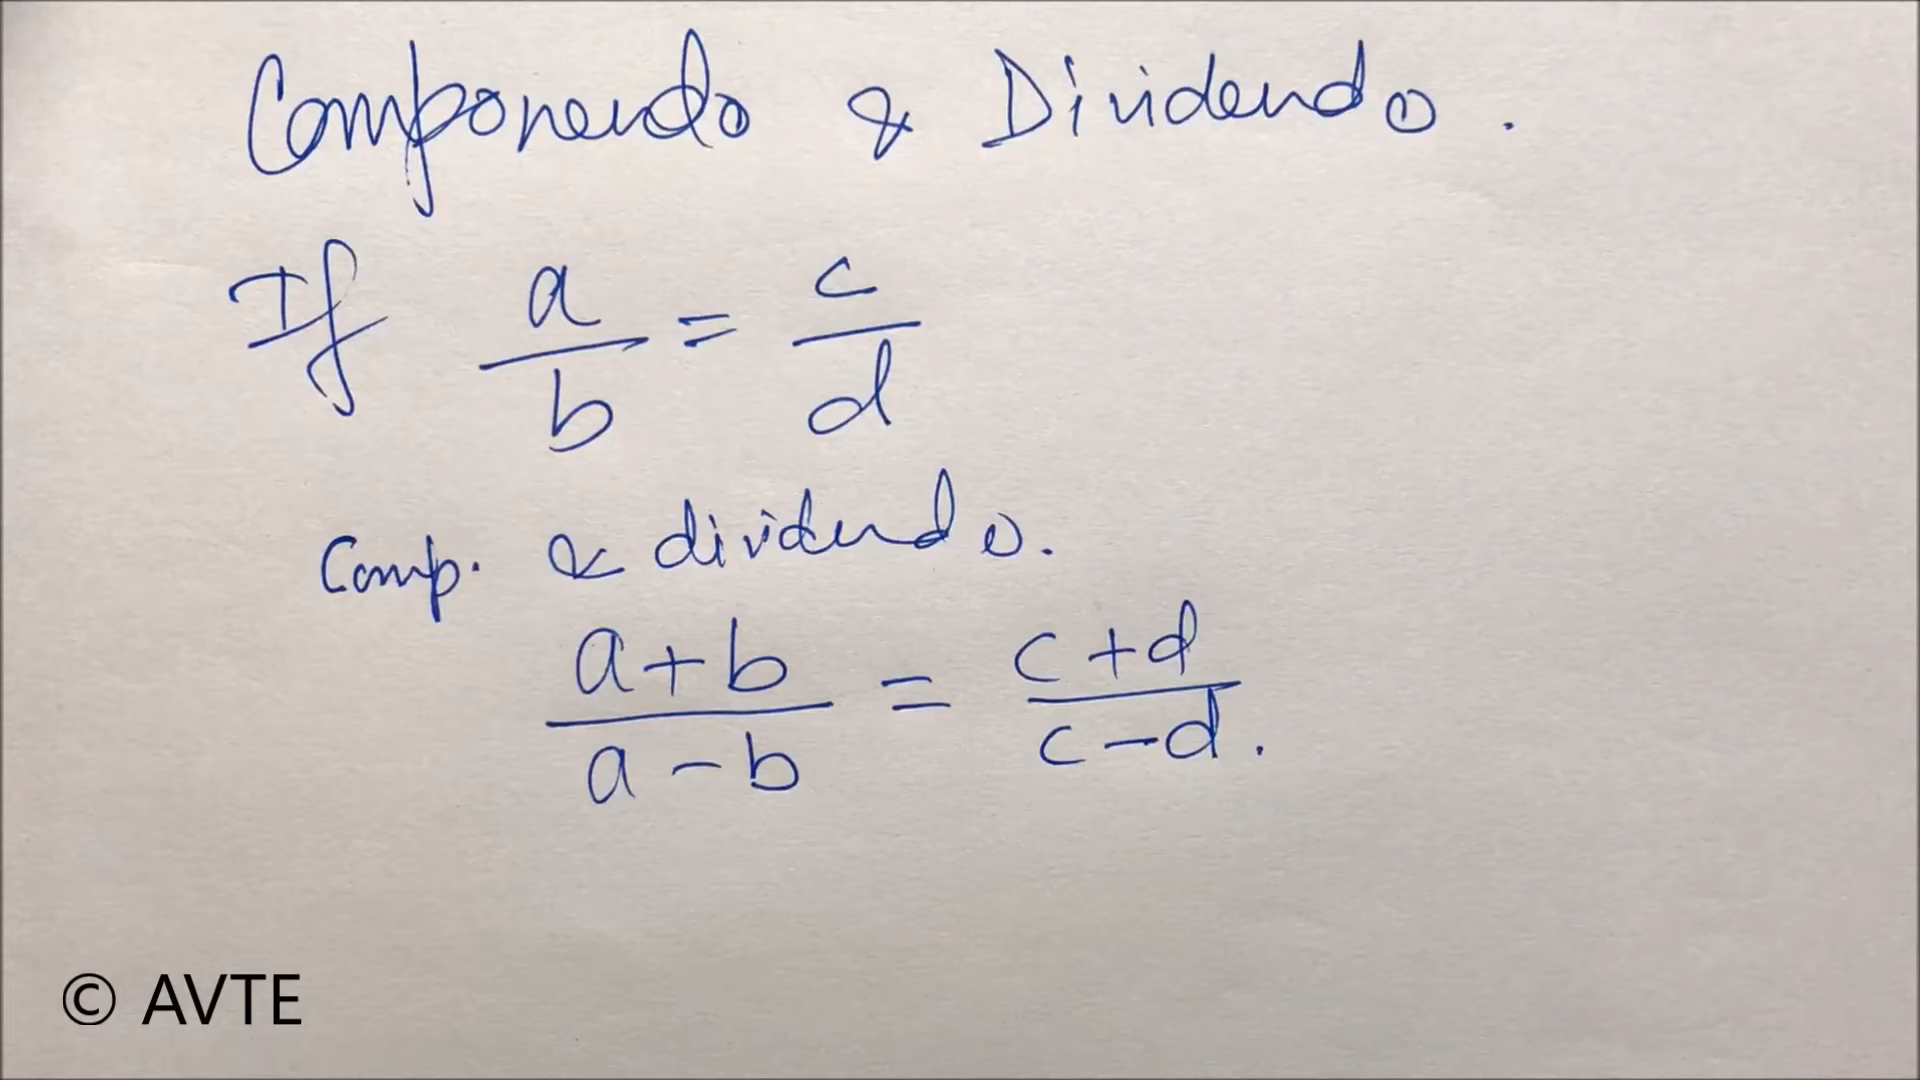 Componendo & Dividendo.
If a/b = c/d
Comp. & dividendo.
a+b/a-b = c+d/c-d.
© AVTE